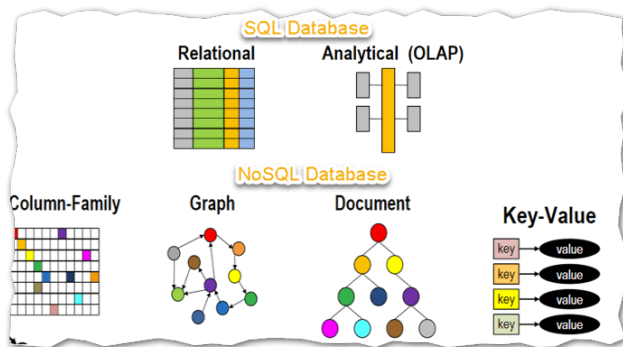 SQL Database
Relational
Analytical (OLAP)
NoSQL Database
Column-Family
Graph
Document
Key-Value
key
value
key
value
key
value
key
value